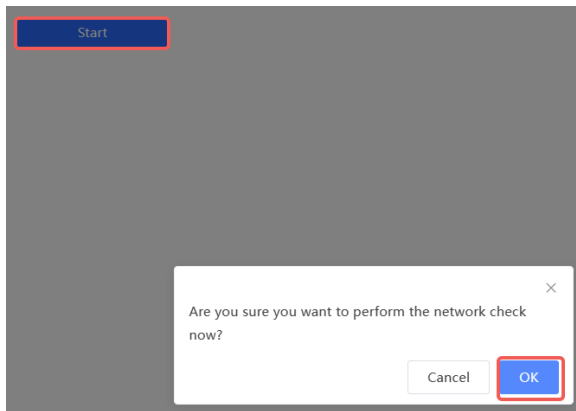 Start
Are you sure you want to perform the network check
now?
Cancel
OK